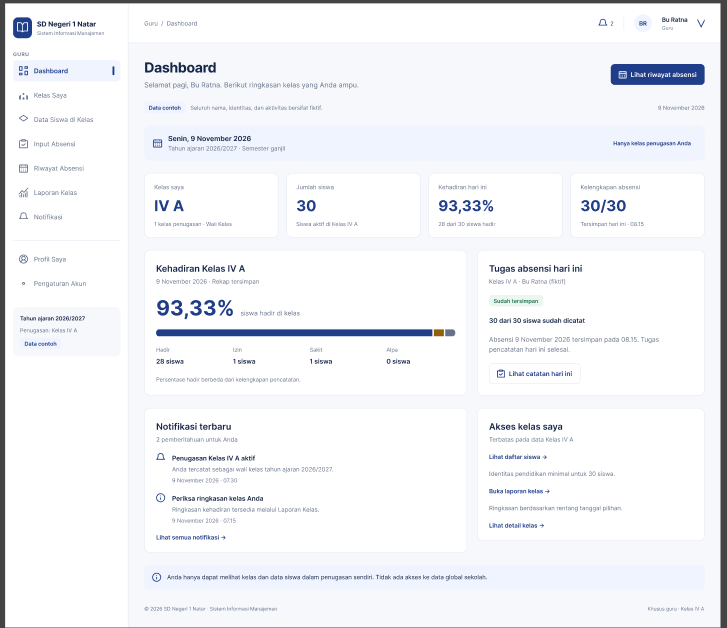 SD Negeri 1 Natar
Sistem Informasi Manajemen
GURU
Dashboard
Kelas Saya
Data Siswa di Kelas
Input Absensi
Riwayat Absensi
Laporan Kelas
Notifikasi
Profil Saya
Pengaturan Akun
Tahun ajaran 2026/2027
Penugasan: Kelas IV A
Data contoh
Guru / Dashboard
2
BR
Bu Ratna
Guru
Dashboard
Selamat pagi, Bu Ratna. Berikut ringkasan kelas yang Anda ampu.
Lihat riwayat absensi
Data contoh Seluruh nama, identitas, dan aktivitas bersifat fiktif.
9 November 2026
Senin, 9 November 2026
Tahun ajaran 2026/2027 · Semester ganjil
Hanya kelas penugasan Anda
Kelas saya
IV A
1 kelas penugasan · Wali Kelas
Jumlah siswa
30
Siswa aktif di Kelas IV A
Kehadiran hari ini
93,33%
28 dari 30 siswa hadir
Kelengkapan absensi
30/30
Tersimpan hari ini · 08.15
Kehadiran Kelas IV A
9 November 2026 · Rekap tersimpan
93,33% siswa hadir di kelas
Hadir Izin Sakit Alpa
28 siswa 1 siswa 1 siswa 0 siswa
Persentase hadir berbeda dari kelengkapan pencatatan.
Tugas absensi hari ini
Kelas IV A · Bu Ratna (fiktif)
Sudah tersimpan
30 dari 30 siswa sudah dicatat
Absensi 9 November 2026 tersimpan pada 08.15. Tugas
pencatatan hari ini selesai.
Lihat catatan hari ini
Notifikasi terbaru
2 pemberitahuan untuk Anda
Penugasan Kelas IV A aktif
Anda tercatat sebagai wali kelas tahun ajaran 2026/2027.
9 November 2026 · 07.30
Periksa ringkasan kelas Anda
Ringkasan kehadiran tersedia melalui Laporan Kelas.
9 November 2026 · 07.15
Lihat semua notifikasi →
Akses kelas saya
Terbatas pada data Kelas IV A
Lihat daftar siswa →
Identitas pendidikan minimal untuk 30 siswa.
Buka laporan kelas →
Ringkasan berdasarkan rentang tanggal pilihan.
Lihat detail kelas →
Anda hanya dapat melihat kelas dan data siswa dalam penugasan sendiri. Tidak ada akses ke data global sekolah.
© 2026 SD Negeri 1 Natar · Sistem Informasi Manajemen
Khusus guru · Kelas IV A